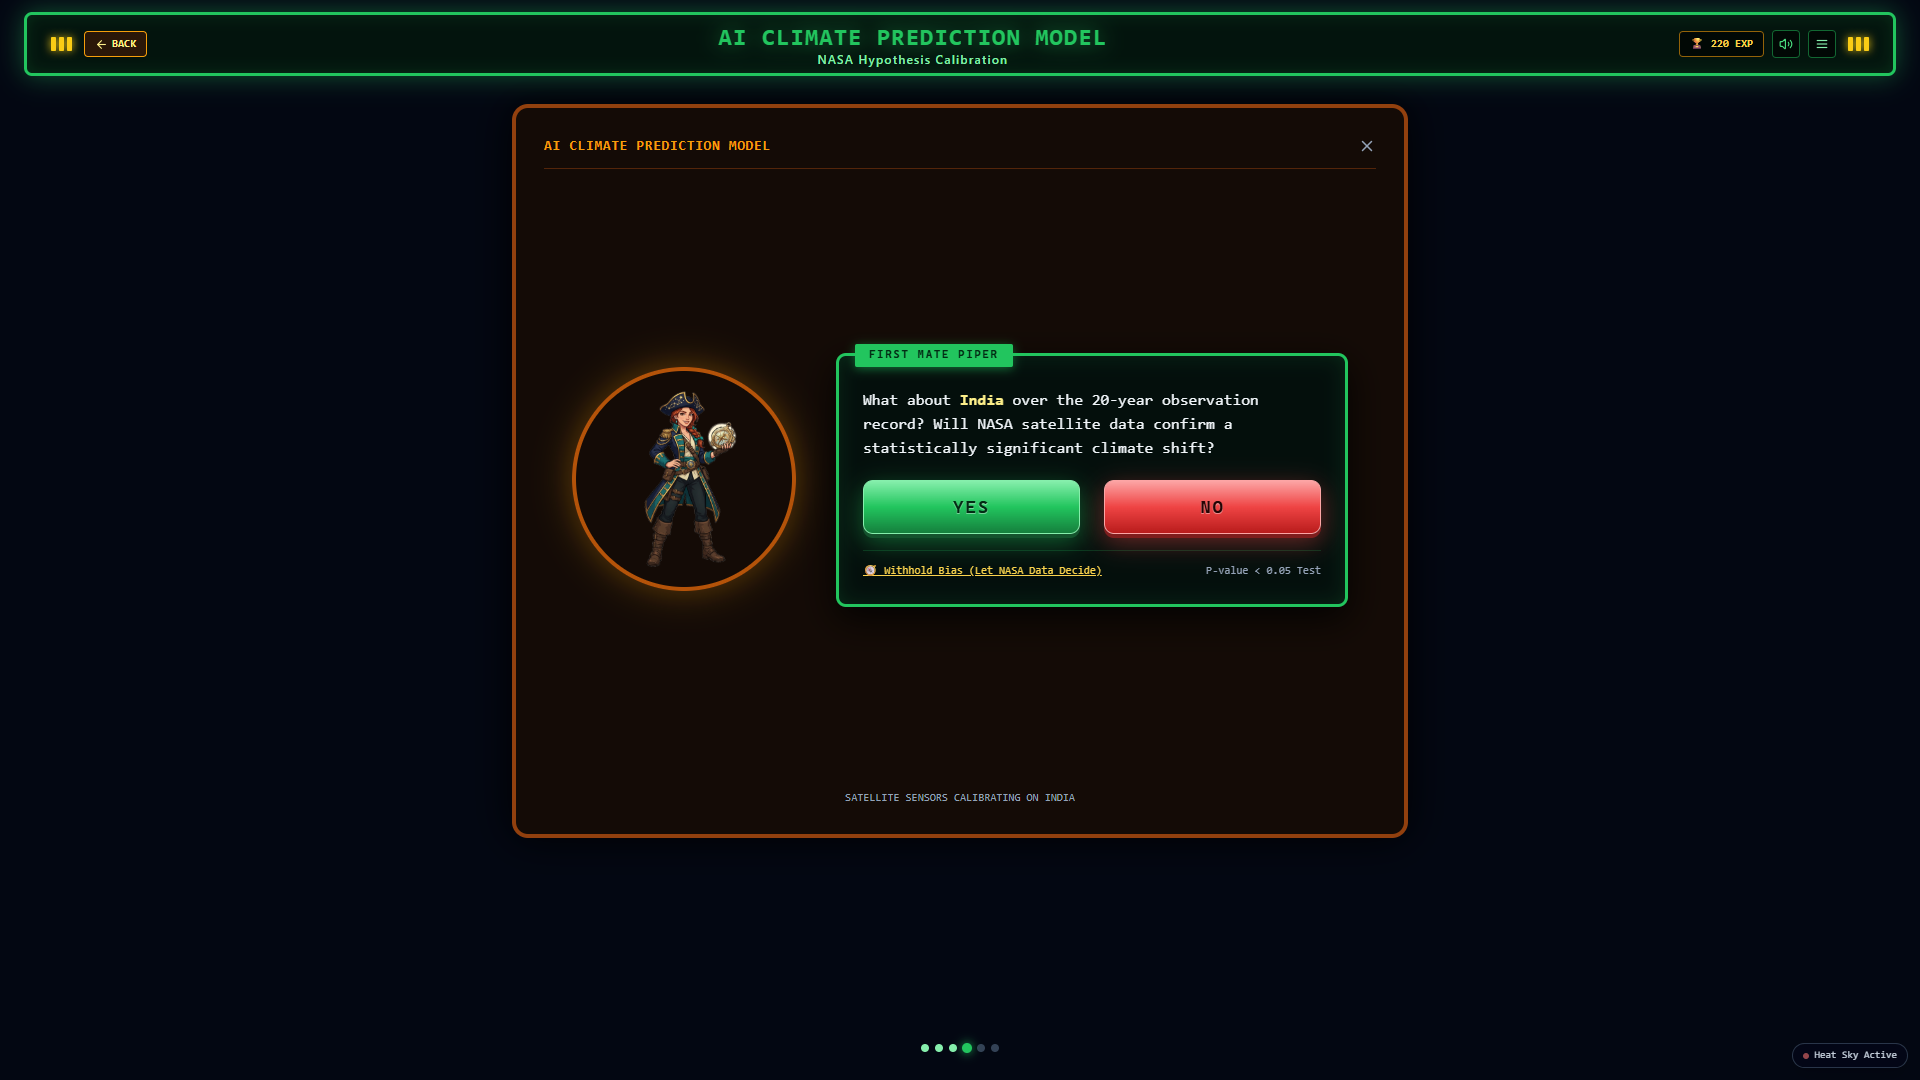 BACK
AI CLIMATE PREDICTION MODEL
NASA Hypothesis Calibration
220 EXP
AI CLIMATE PREDICTION MODEL
FIRST MATE PIPER
What about India over the 20-year observation
record? Will NASA satellite data confirm a
statistically significant climate shift?
YES
NO
Withhold Bias (Let NASA Data Decide)
P-value < 0.05 Test
SATELLITE SENSORS CALIBRATING ON INDIA
Heat Sky Active